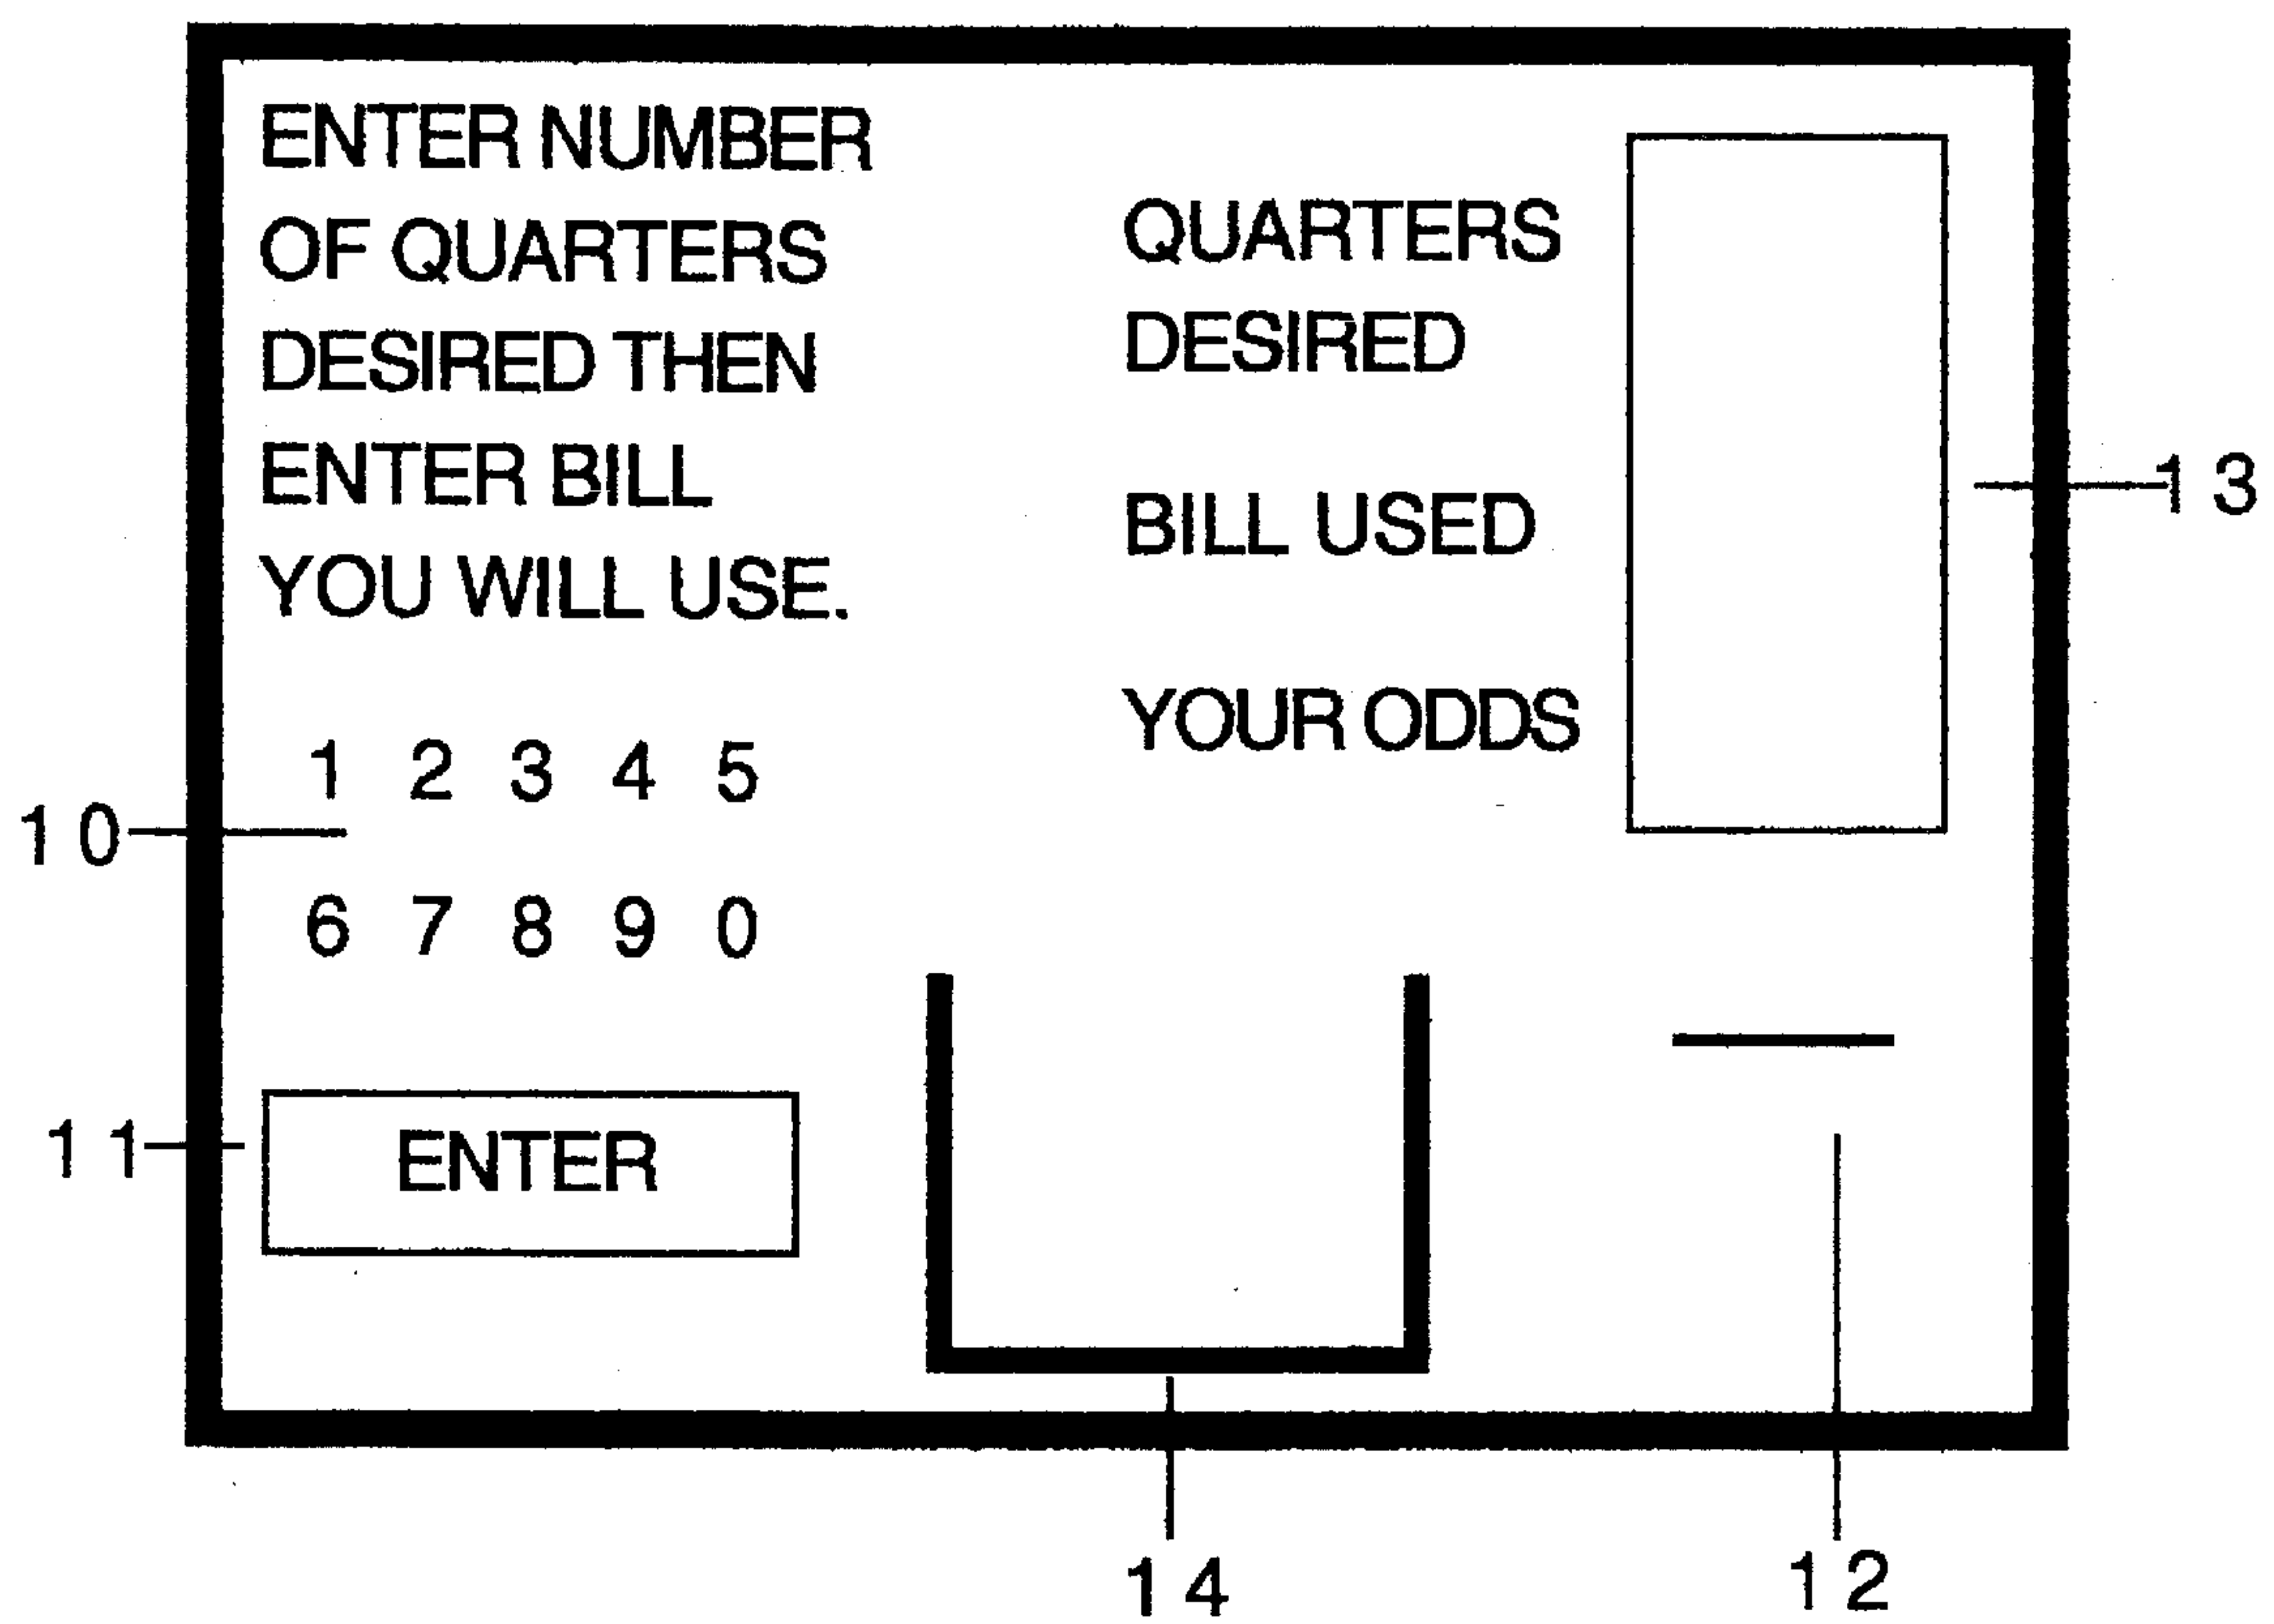 ENTER NUMBER
OF QUARTERS
DESIRED THEN
ENTER BILL
YOU WILL USE.
QUARTERS
DESIRED
BILL USED
YOUR ODDS
13
1 2 3 4 5
10
6 7 8 9 0
11
ENTER
14
12